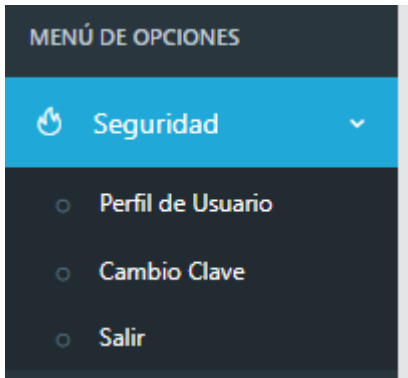 MENÚ DE OPCIONES
Seguridad
Perfil de Usuario
Cambio Clave
Salir